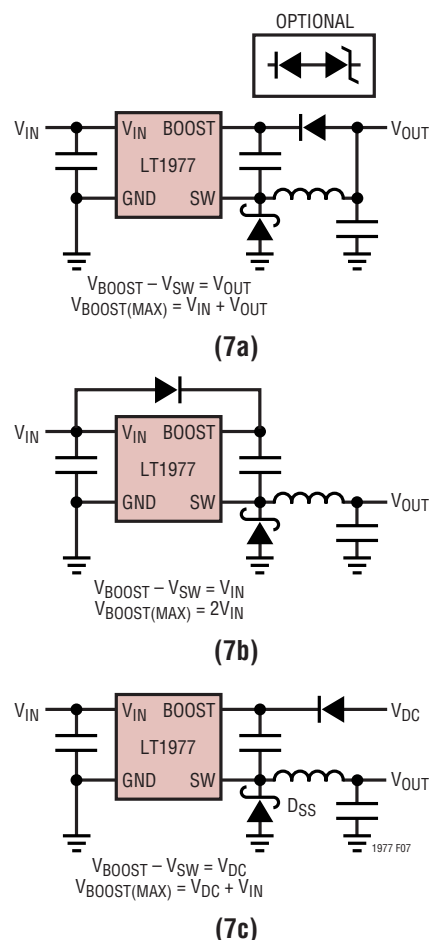 OPTIONAL
V_IN V_IN BOOST V_OUT
LT1977
GND SW
V_BOOST – V_SW = V_OUT
V_BOOST(MAX) = V_IN + V_OUT
(7a)
V_IN V_IN BOOST
LT1977
GND SW V_OUT
V_BOOST – V_SW = V_IN
V_BOOST(MAX) = 2V_IN
(7b)
V_IN V_IN BOOST V_DC
LT1977
GND SW V_OUT
D_SS
1977 F07
V_BOOST – V_SW = V_DC
V_BOOST(MAX) = V_DC + V_IN
(7c)